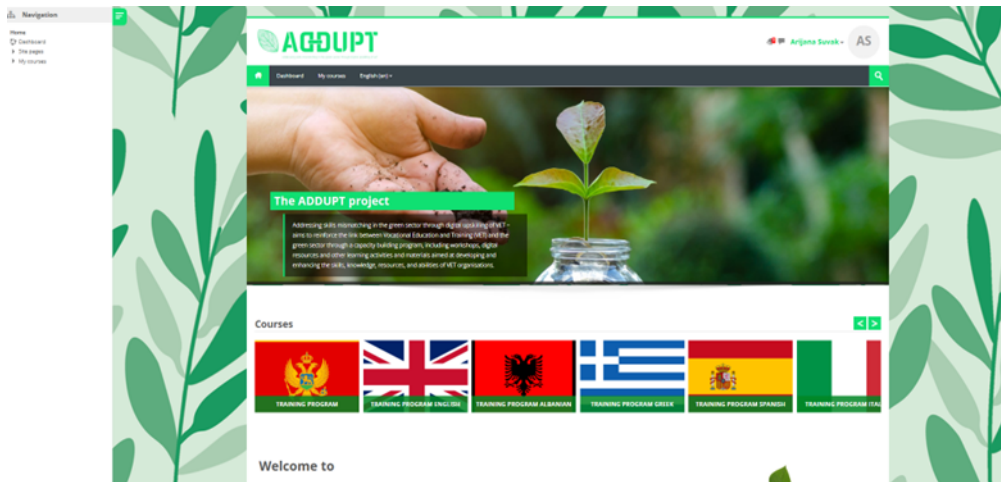 Navigation
Home
Dashboard
Site pages
My courses
ADDUPT
Arijana Suvak
AS
Dashboard
My courses
English (en)
The ADDUPT project
Addressing skills mismatching in the green sector through digital upskilling of VET –
aims to reinforce the link between Vocational Education and Training (VET) and the
green sector through a capacity building program, including workshops, digital
resources and other learning activities and materials aimed at developing and
enhancing the skills, knowledge, resources, and abilities of VET organisations.
Courses
< >
TRAINING PROGRAM
TRAINING PROGRAM ENGLISH
TRAINING PROGRAM ALBANIAN
TRAINING PROGRAM GREEK
TRAINING PROGRAM SPANISH
TRAINING PROGRAM ITAL
Welcome to